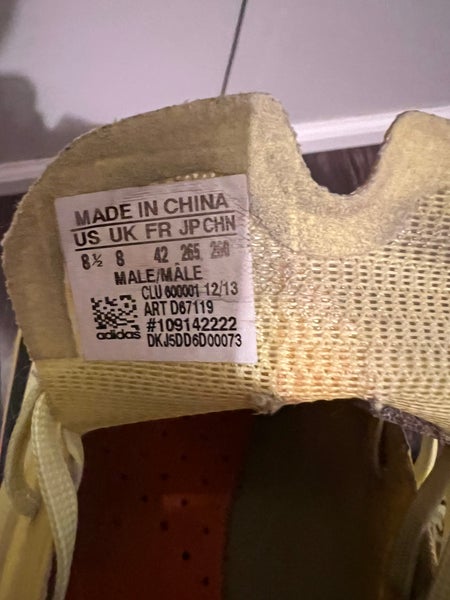 MADE IN CHINA
US UK FR JP CHN
8½ 8 42 265 260
MALE/MÂLE
CLU 600001 12/13
ART D67119
#109142222
adidas DKJ5DD6D00073